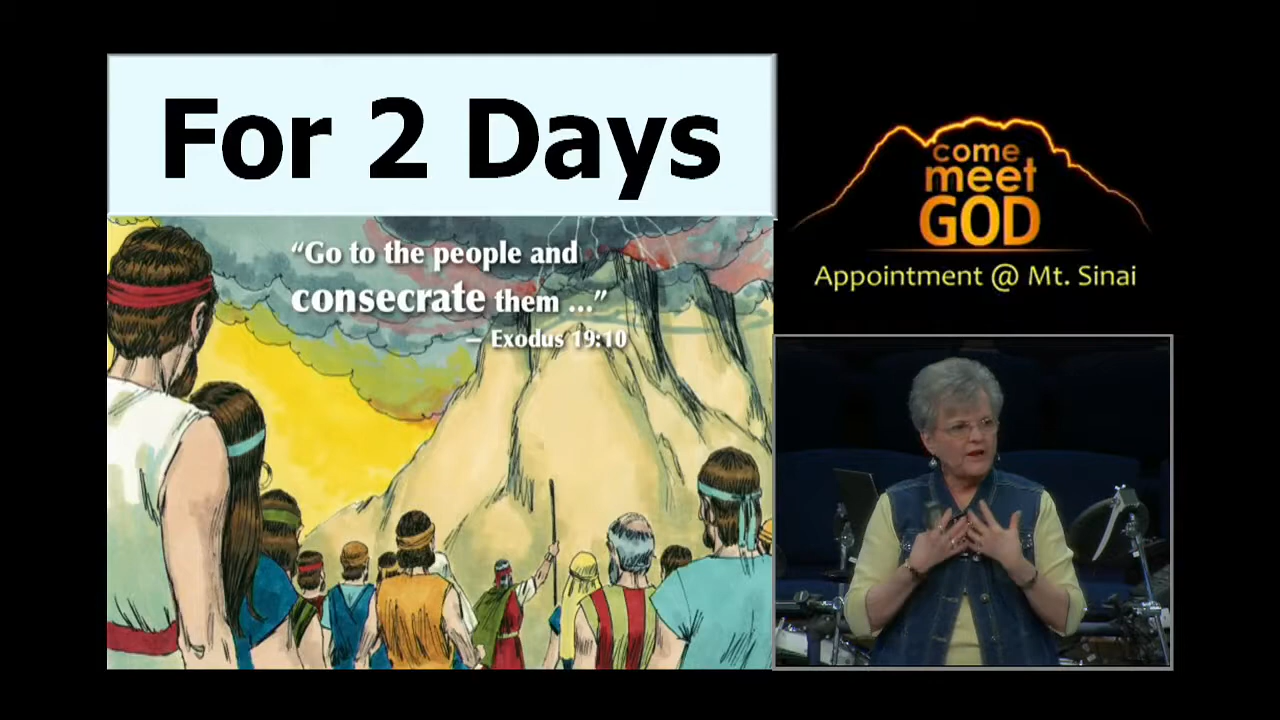 For 2 Days
“Go to the people and
consecrate them ...”
– Exodus 19:10
come
meet
GOD
Appointment @ Mt. Sinai